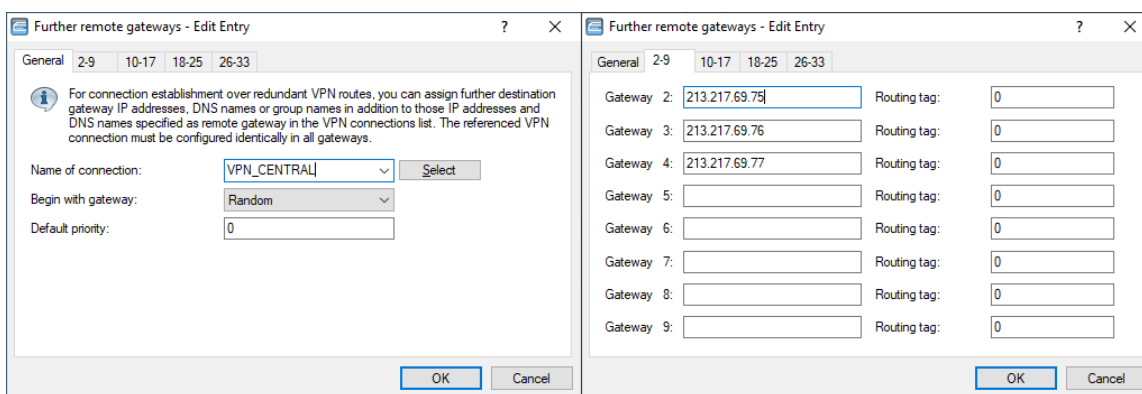 Further remote gateways - Edit Entry
General 2-9 10-17 18-25 26-33
For connection establishment over redundant VPN routes, you can assign further destination
gateway IP addresses, DNS names or group names in addition to those IP addresses and
DNS names specified as remote gateway in the VPN connections list. The referenced VPN
connection must be configured identically in all gateways.
Name of connection: VPN_CENTRAL Select
Begin with gateway: Random
Default priority: 0
OK Cancel
Further remote gateways - Edit Entry
General 2-9 10-17 18-25 26-33
Gateway 2: 213.217.69.75 Routing tag: 0
Gateway 3: 213.217.69.76 Routing tag: 0
Gateway 4: 213.217.69.77 Routing tag: 0
Gateway 5: Routing tag: 0
Gateway 6: Routing tag: 0
Gateway 7: Routing tag: 0
Gateway 8: Routing tag: 0
Gateway 9: Routing tag: 0
OK Cancel